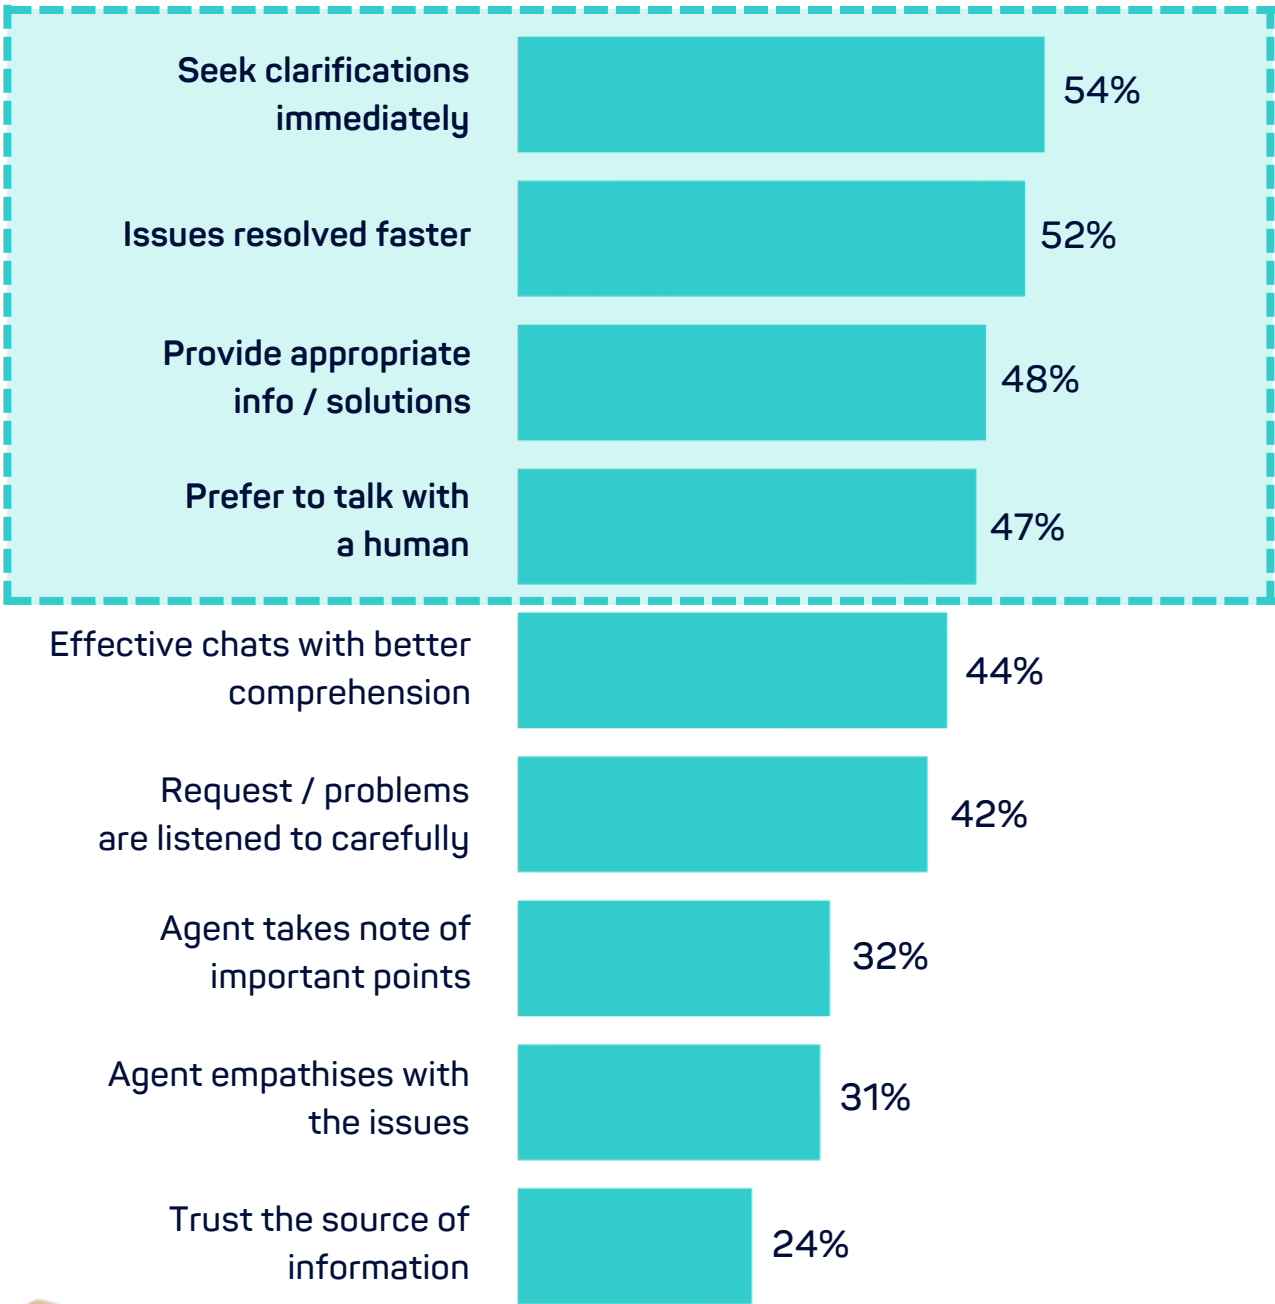 Seek clarifications
immediately
54%
Issues resolved faster
52%
Provide appropriate
info / solutions
48%
Prefer to talk with
a human
47%
Effective chats with better
comprehension
44%
Request / problems
are listened to carefully
42%
Agent takes note of
important points
32%
Agent empathises with
the issues
31%
Trust the source of
information
24%